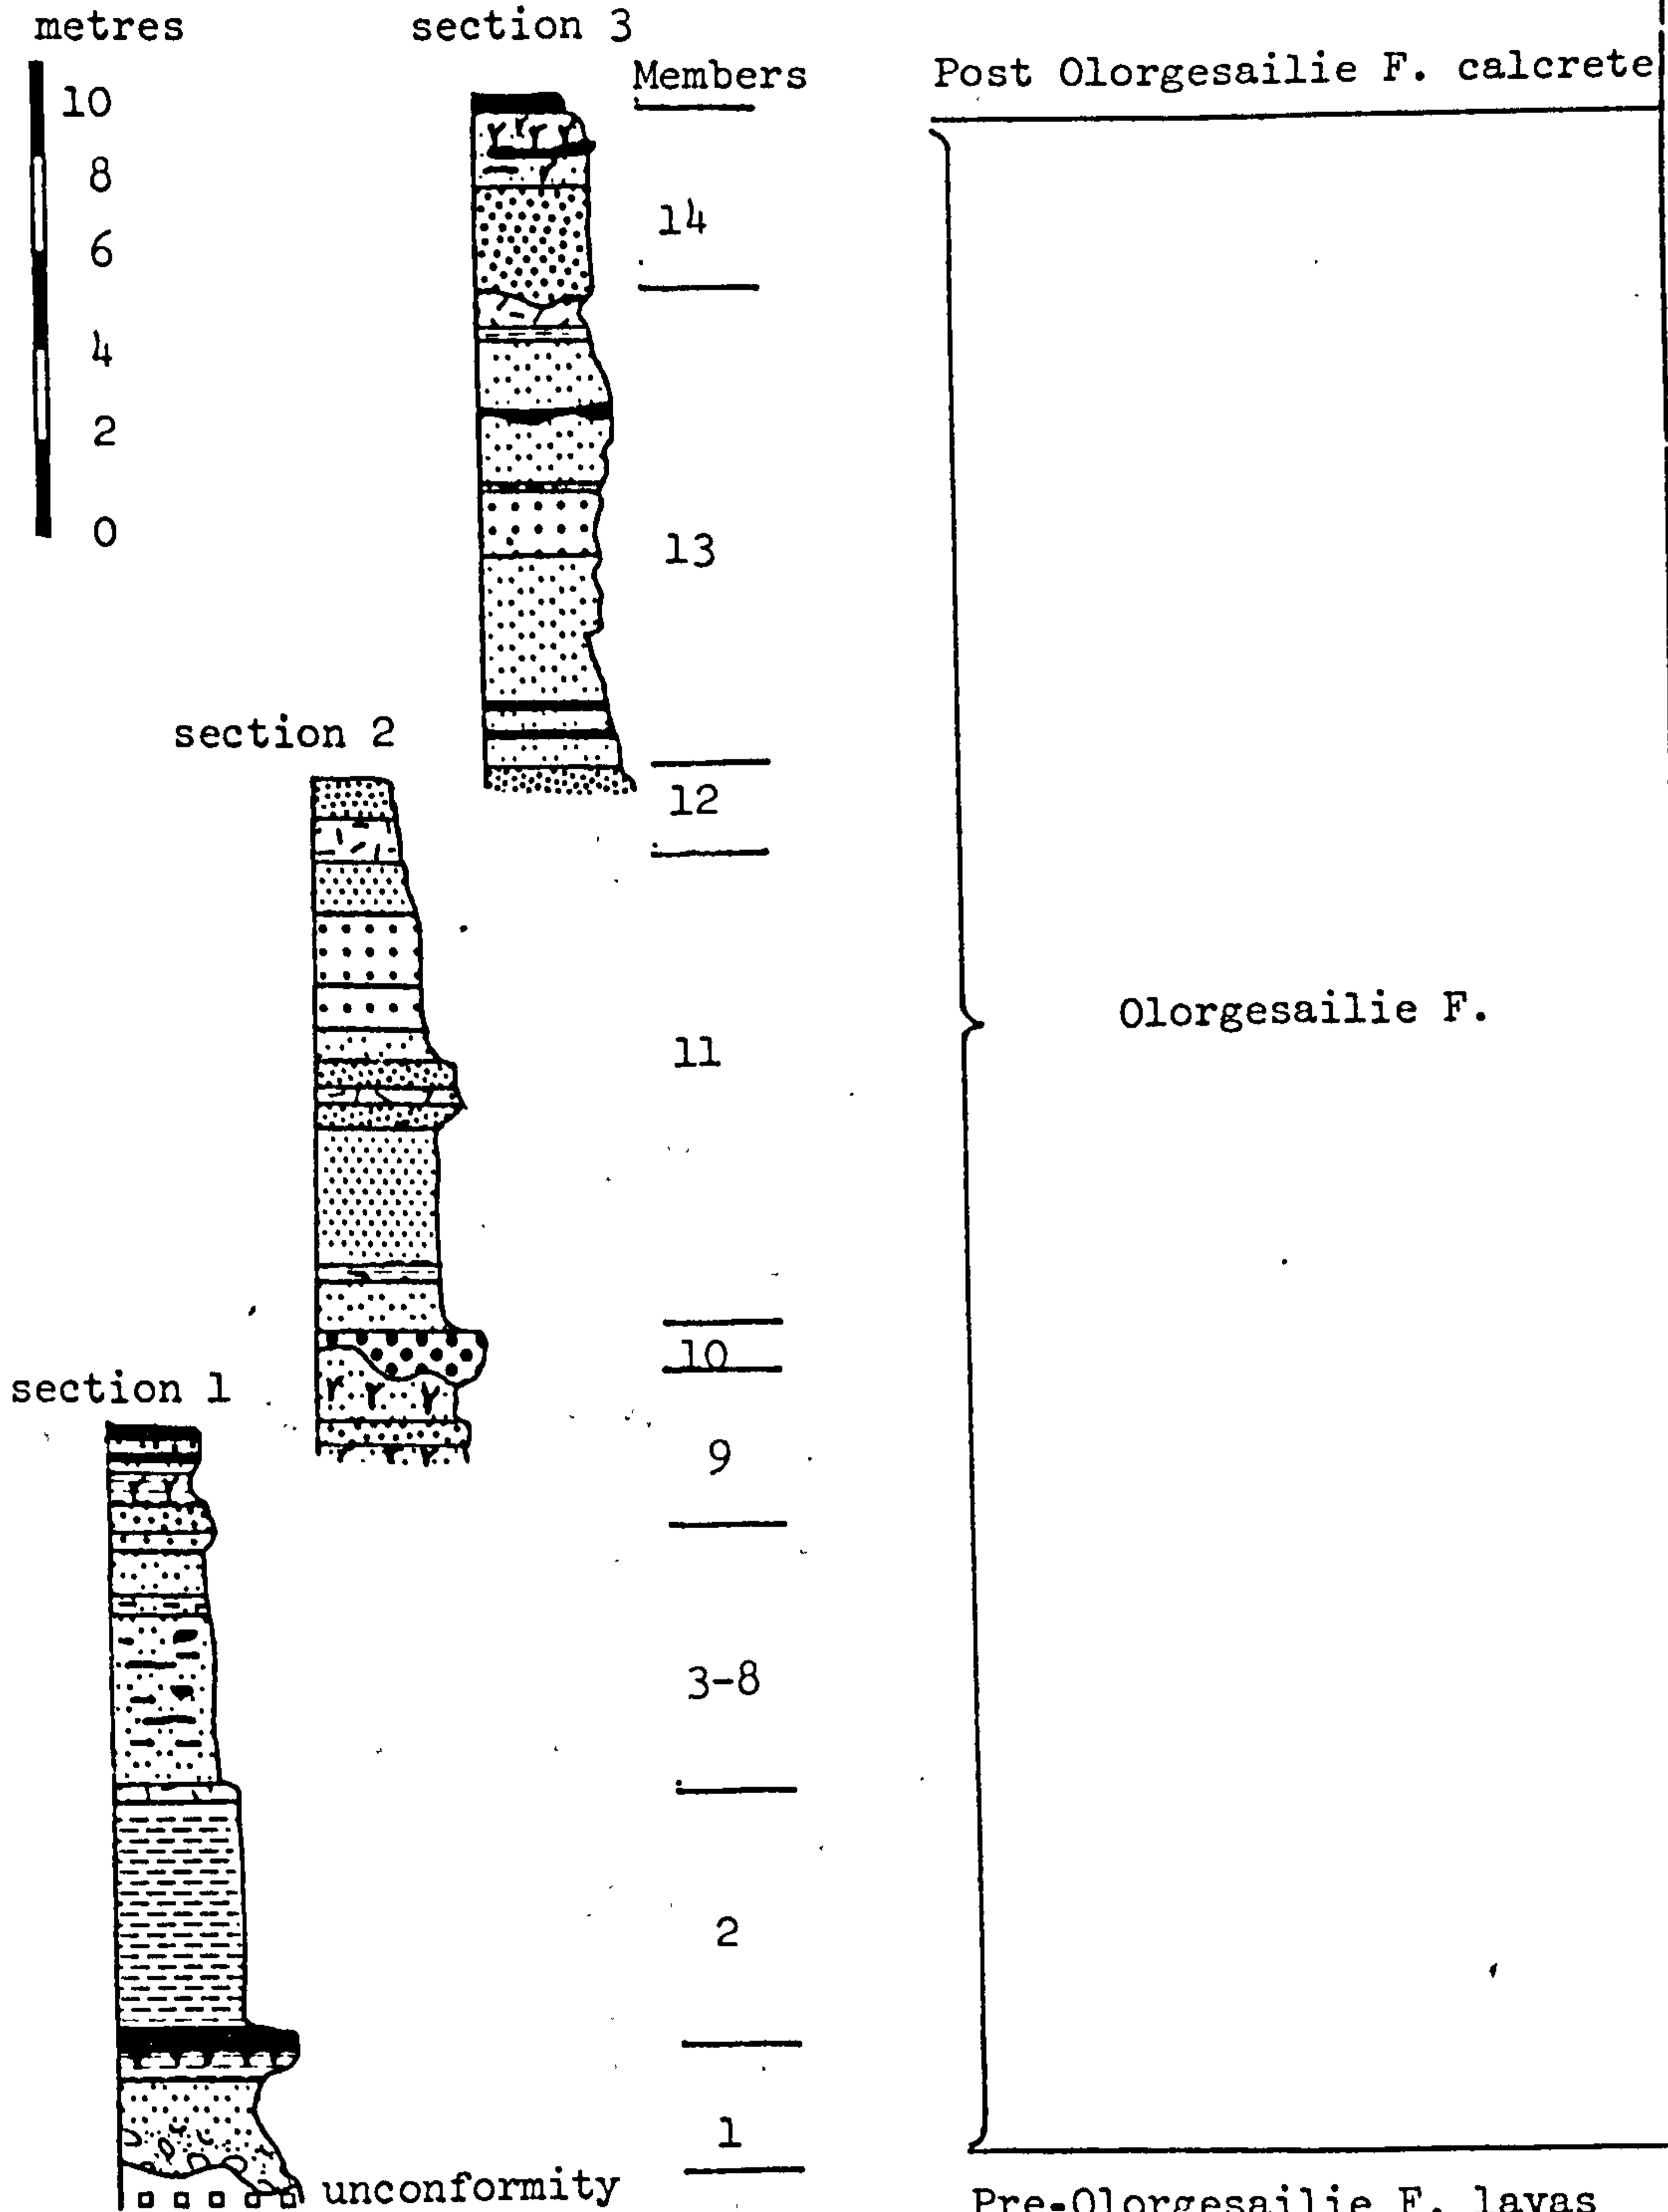 metres
section 3
Members
Post Olorgesailie F. calcrete
10
8
6
4
2
0
14
13
section 2
12
Olorgesailie F.
11
10
section 1
9
3-8
2
1
unconformity
Pre-Olorgesailie F. lavas